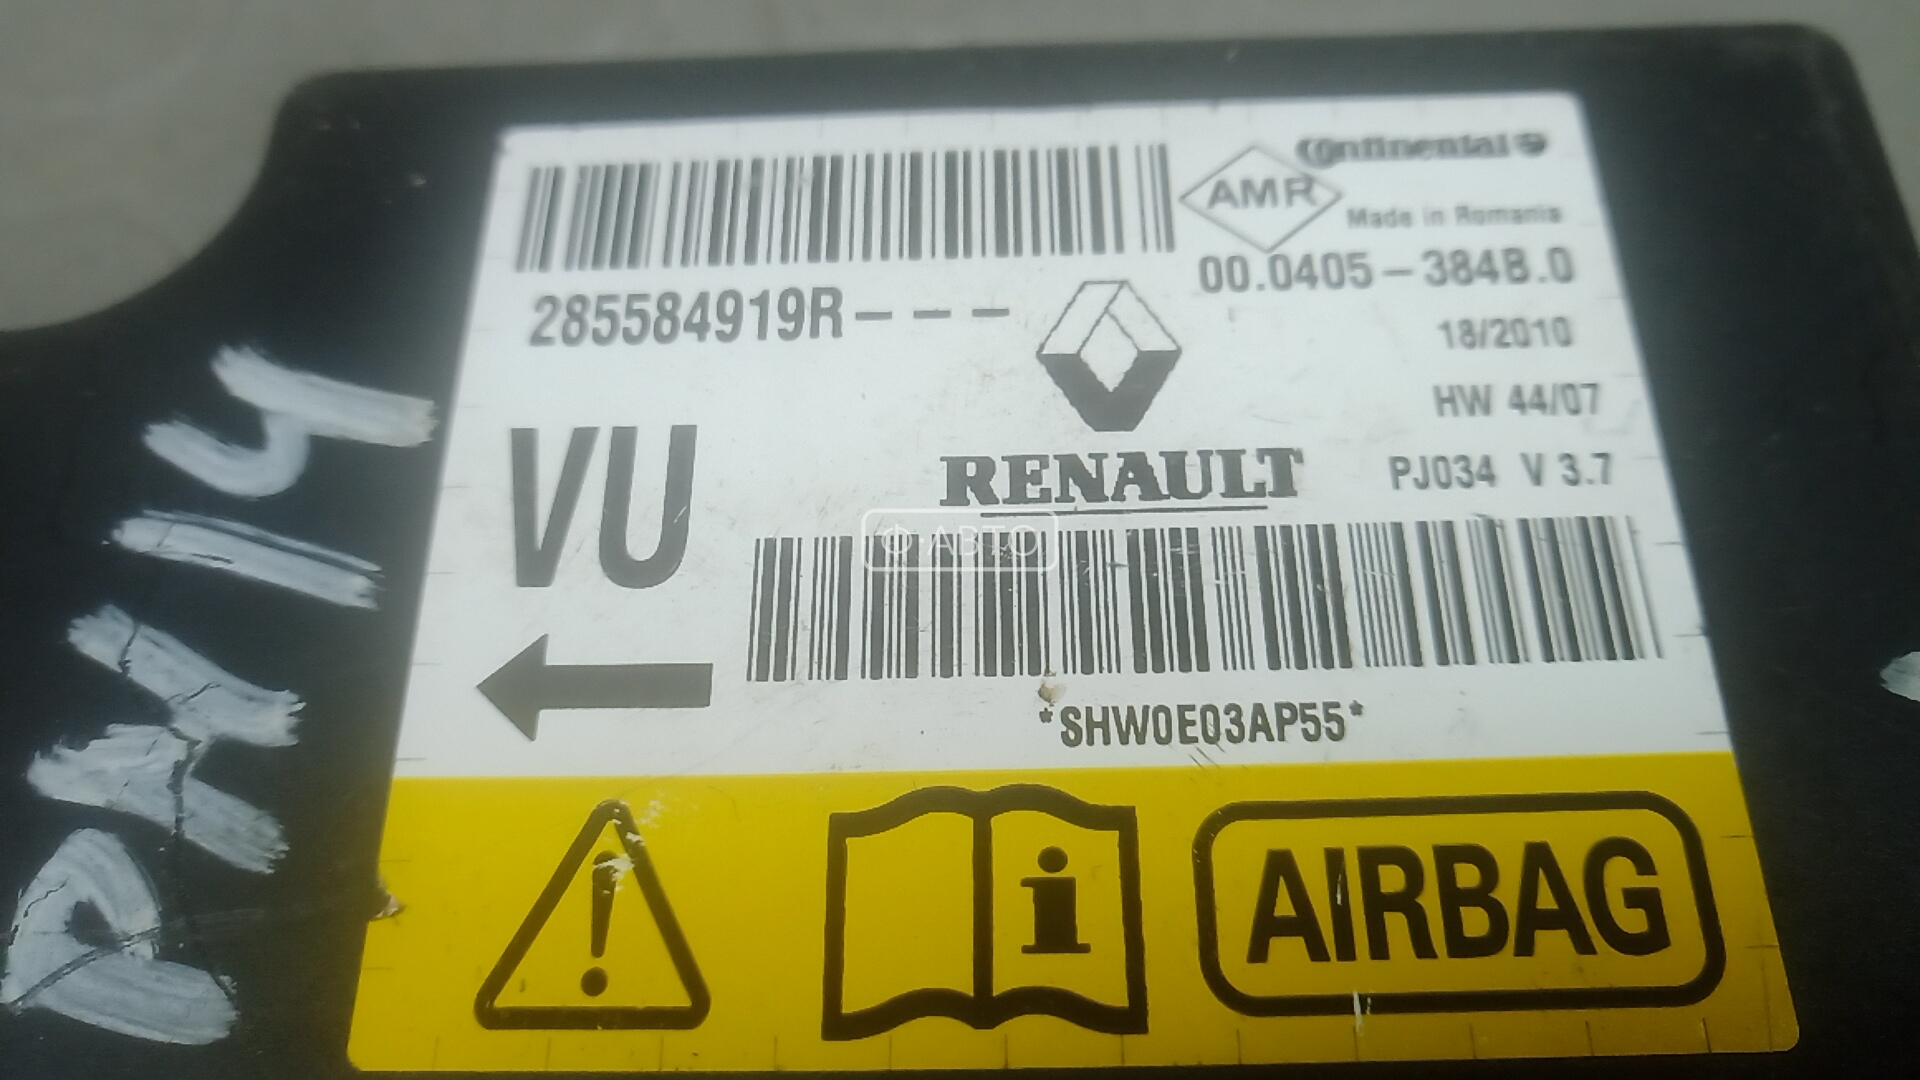 Continental
AMR
Made in Romania
00.0405-384B.0
285584919R---
18/2010
HW 44/07
PJ034 V 3.7
VU
RENAULT
АВТО
*SHW0E03AP55*
i
AIRBAG